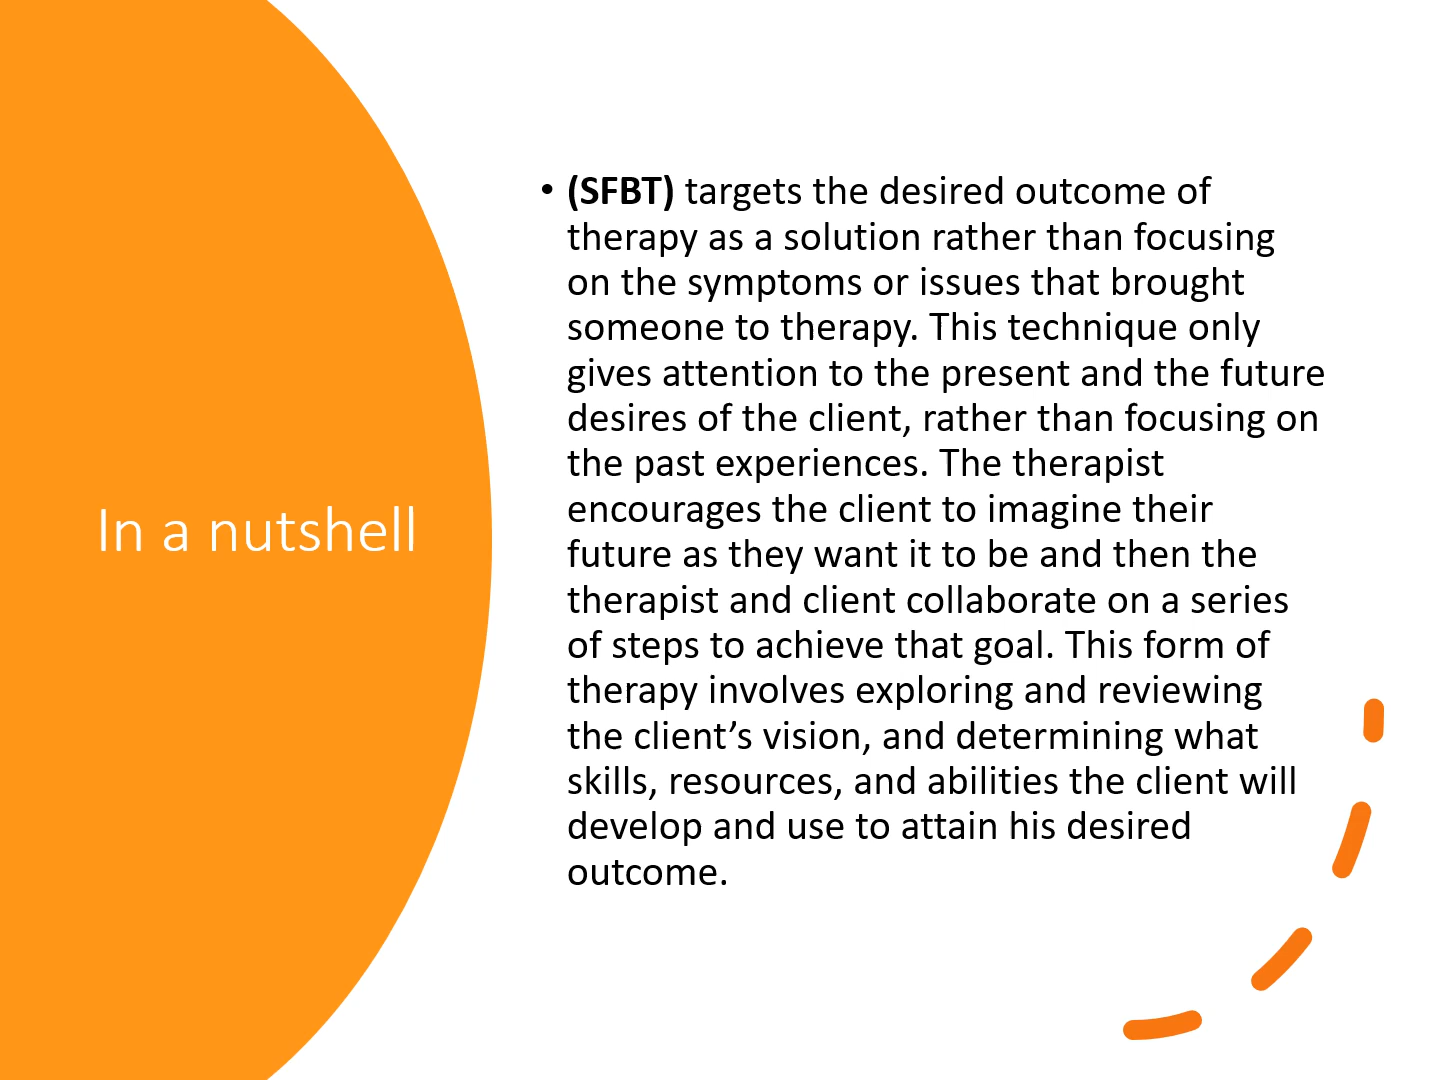 In a nutshell
• (SFBT) targets the desired outcome of
therapy as a solution rather than focusing
on the symptoms or issues that brought
someone to therapy. This technique only
gives attention to the present and the future
desires of the client, rather than focusing on
the past experiences. The therapist
encourages the client to imagine their
future as they want it to be and then the
therapist and client collaborate on a series
of steps to achieve that goal. This form of
therapy involves exploring and reviewing
the client’s vision, and determining what
skills, resources, and abilities the client will
develop and use to attain his desired
outcome.